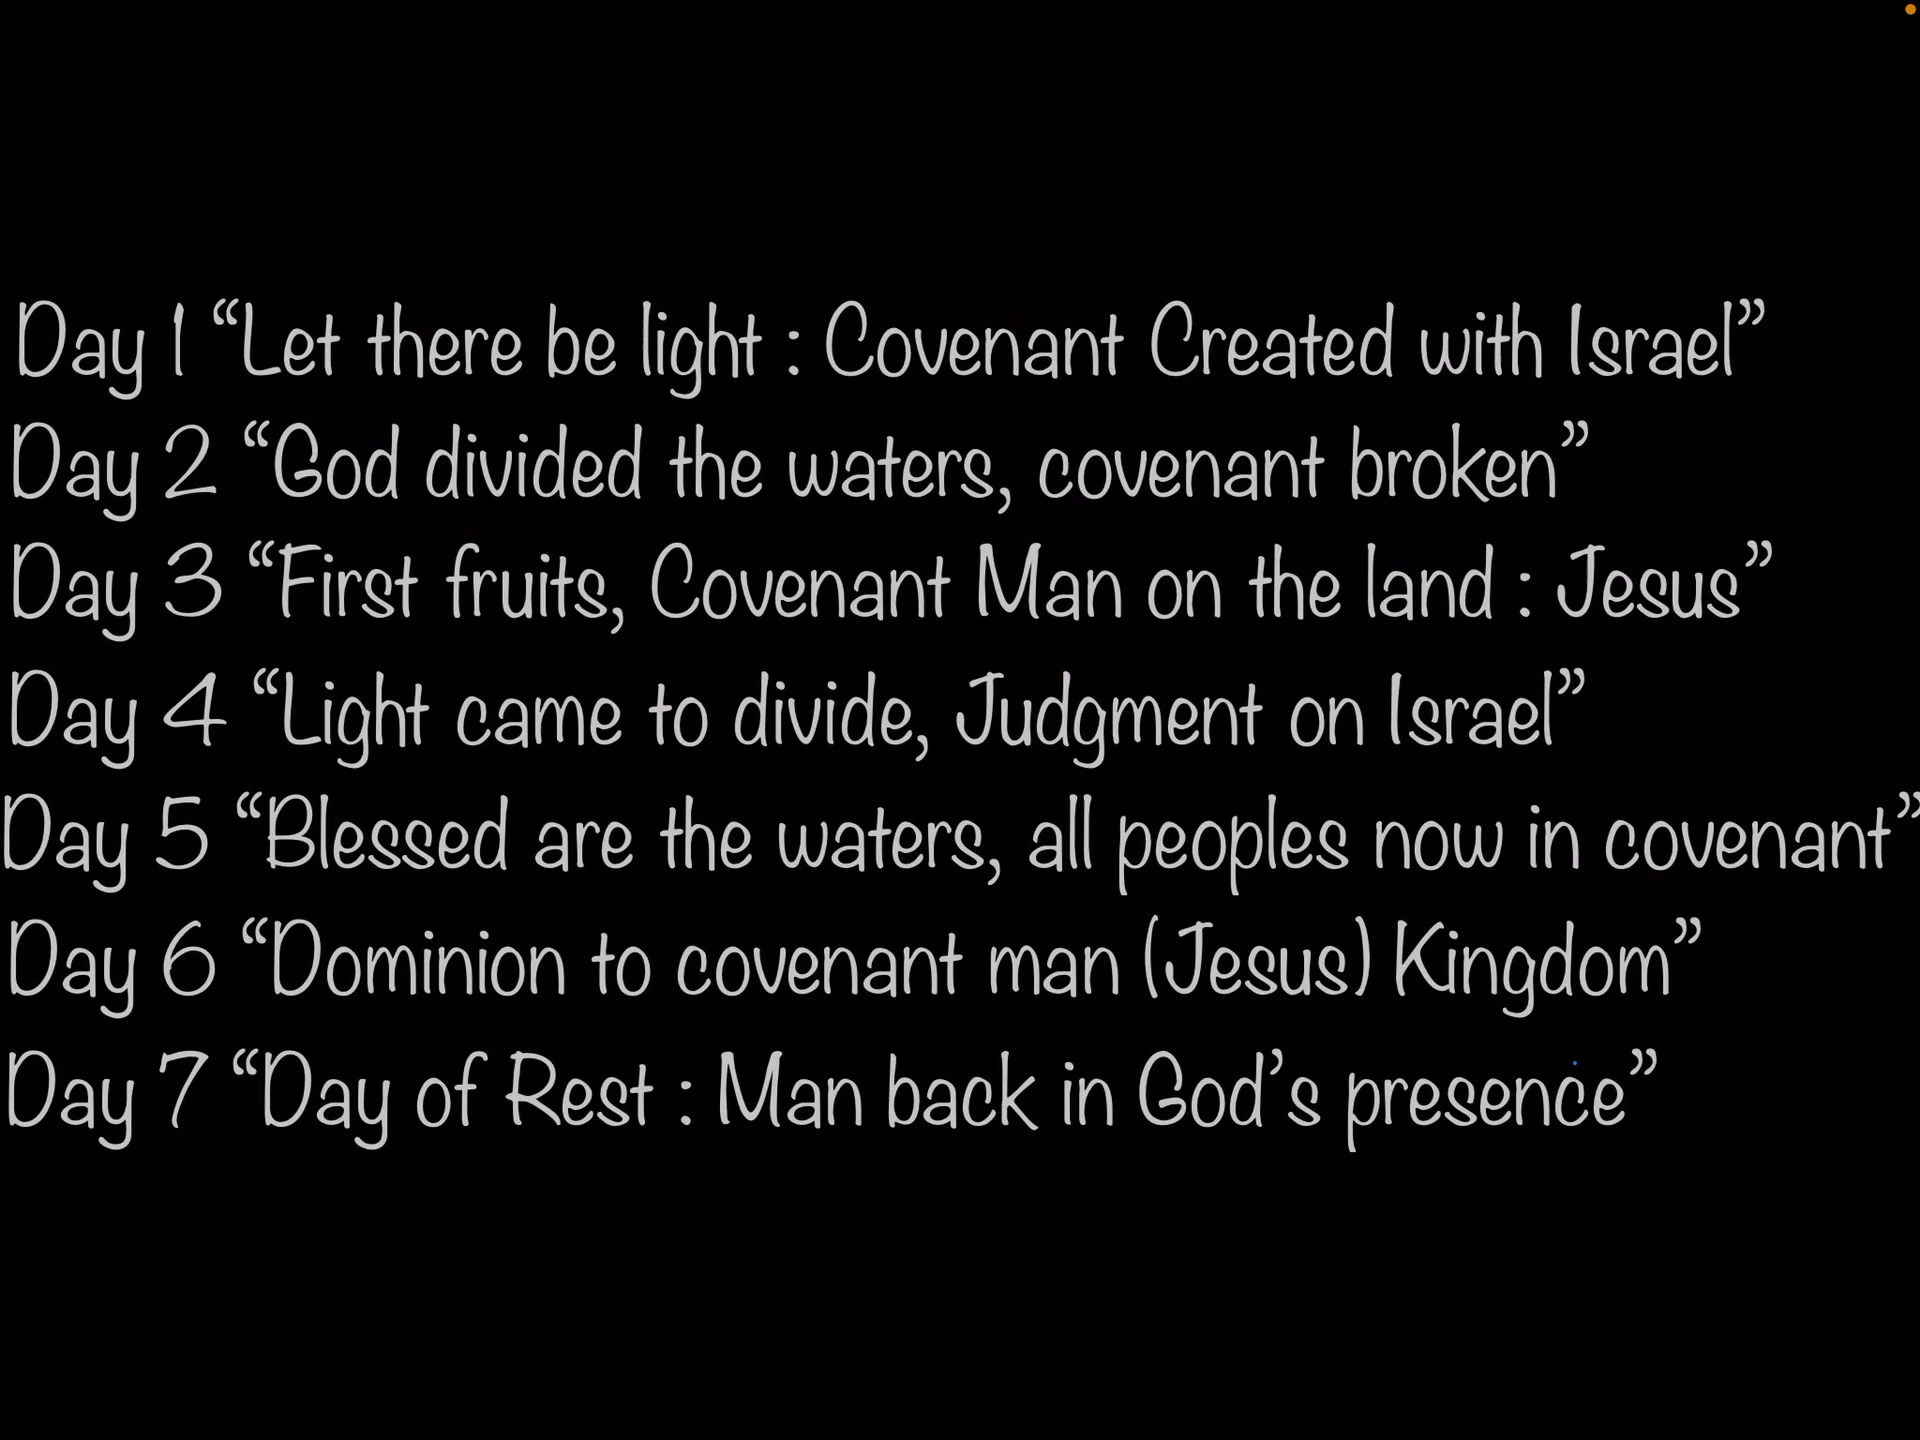 Day 1 “Let there be light : Covenant Created with Israel”
Day 2 “God divided the waters, covenant broken”
Day 3 “First fruits, Covenant Man on the land : Jesus”
Day 4 “Light came to divide, Judgment on Israel”
Day 5 “Blessed are the waters, all peoples now in covenant”
Day 6 “Dominion to covenant man (Jesus) Kingdom”
Day 7 “Day of Rest : Man back in God’s presence”